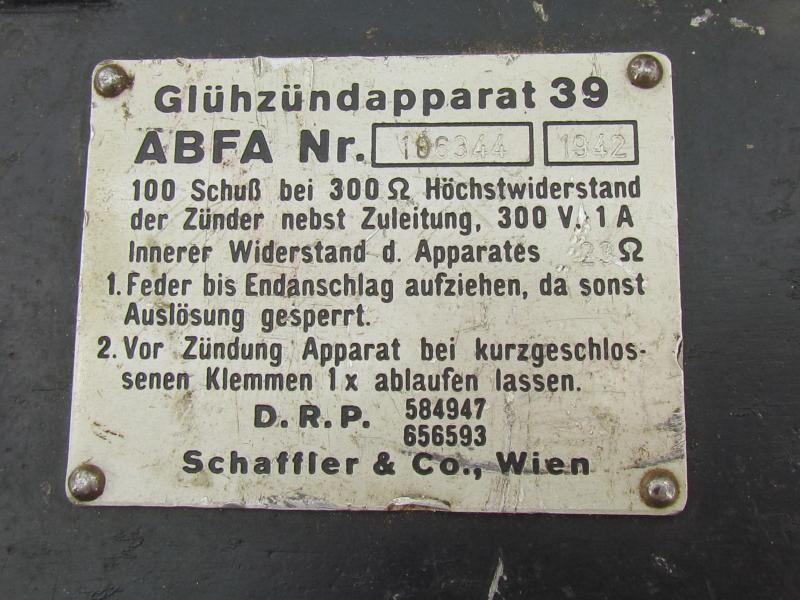 Glühzündapparat 39
ABFA Nr. 106344 1942
100 Schuß bei 300 Ω Höchstwiderstand
der Zünder nebst Zuleitung, 300 V. 1 A
Innerer Widerstand d. Apparates 23 Ω
1. Feder bis Endanschlag aufziehen, da sonst
Auslösung gesperrt.
2. Vor Zündung Apparat bei kurzgeschlos-
senen Klemmen 1 x ablaufen lassen.
D. R. P. 584947
656593
Schaffler & Co., Wien